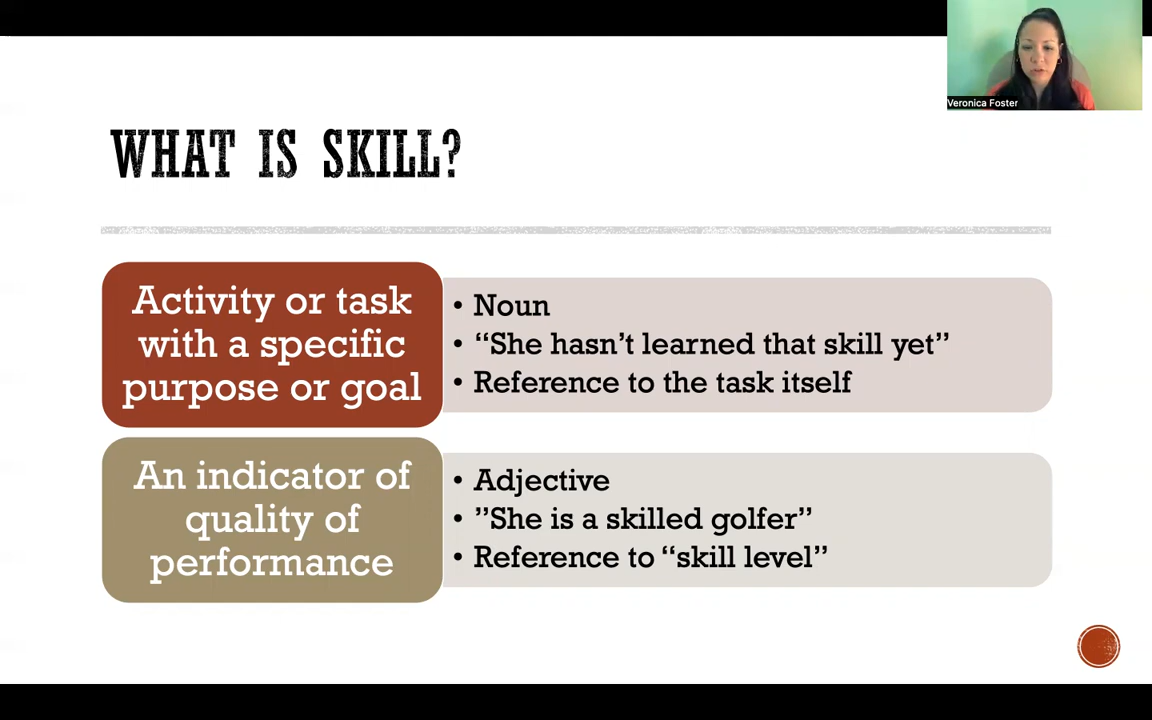 Veronica Foster
WHAT IS SKILL?
Activity or task
with a specific
purpose or goal
• Noun
• “She hasn’t learned that skill yet”
• Reference to the task itself
An indicator of
quality of
performance
• Adjective
• ”She is a skilled golfer”
• Reference to “skill level”